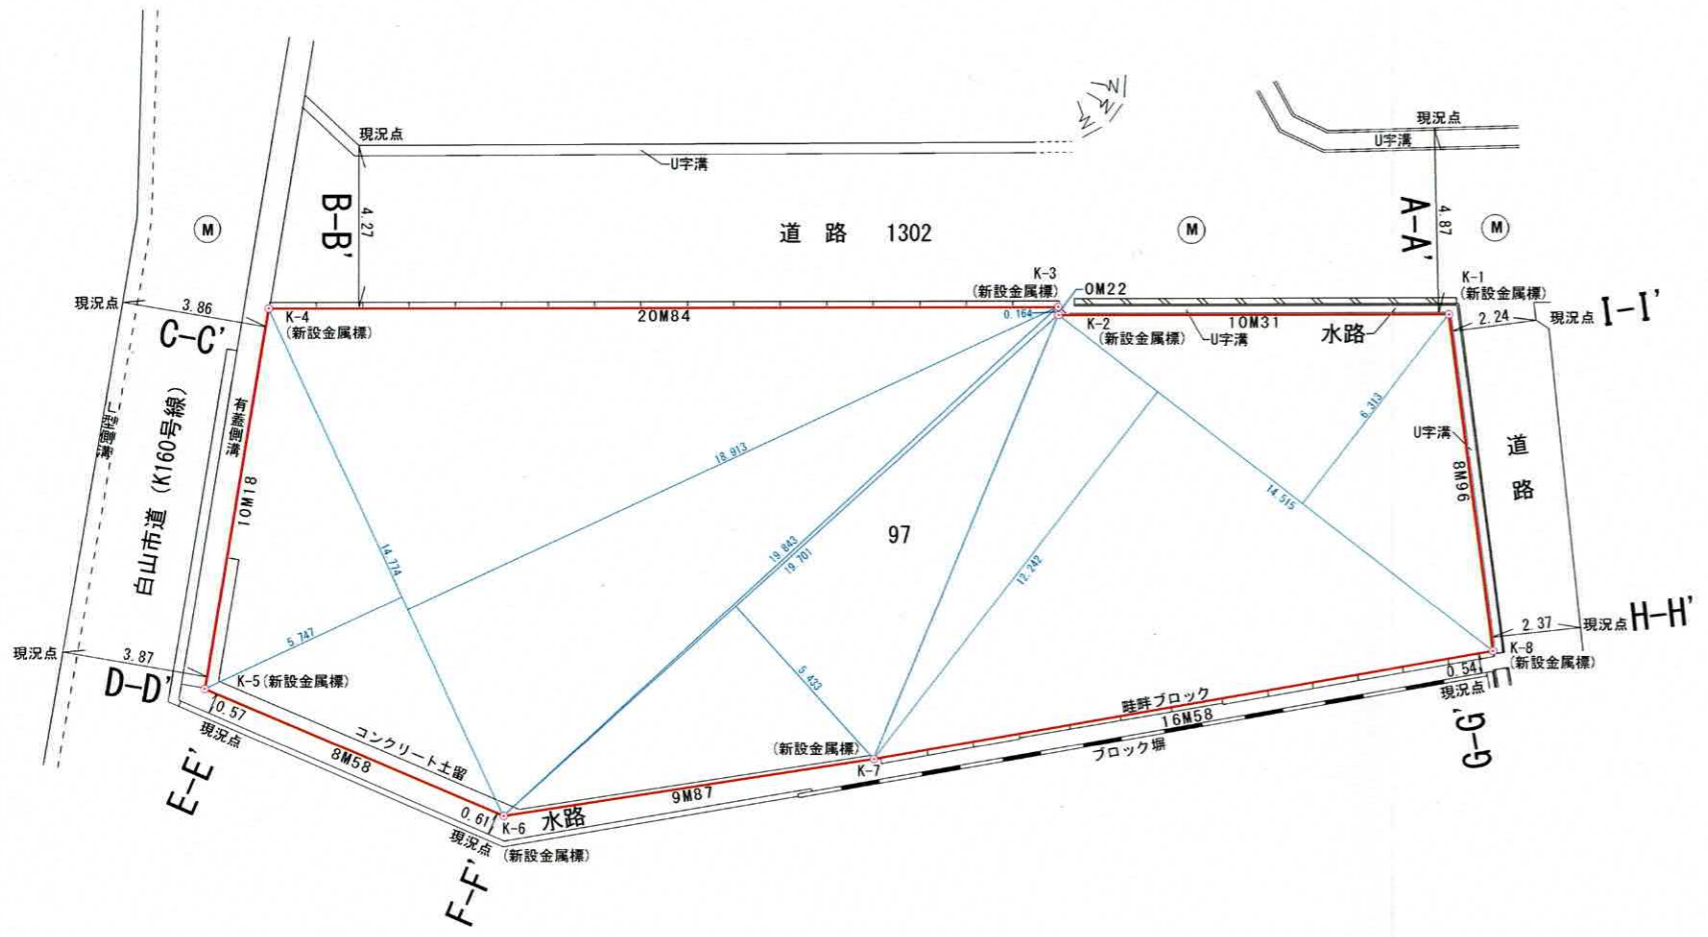 現況点
U字溝
B-B'
4.27
道 路 1302
M
現況点
U字溝
A-A'
4.87
M
M
K-3
(新設金属標)
0M22
K-1
(新設金属標)
現況点
3.86
C-C'
K-4
(新設金属標)
20M84
0.164
K-2
(新設金属標)
10M31
U字溝
水路
2.24
現況点
I-I'
有蓋側溝
白山市道 (K160号線)
10M18
18.913
14.774
5.747
19.843
19.701
97
12.242
5.433
6.313
14.515
U字溝
8M96
道路
現況点
3.87
D-D'
K-5(新設金属標)
0.57
現況点
E-E'
コンクリート土留
8M58
0.61
現況点
F-F'
K-6
水路
(新設金属標)
9M87
(新設金属標)
K-7
畦畔ブロック
16M58
ブロック塀
0.54
現況点
G-G'
2.37
現況点
H-H'
K-8
(新設金属標)